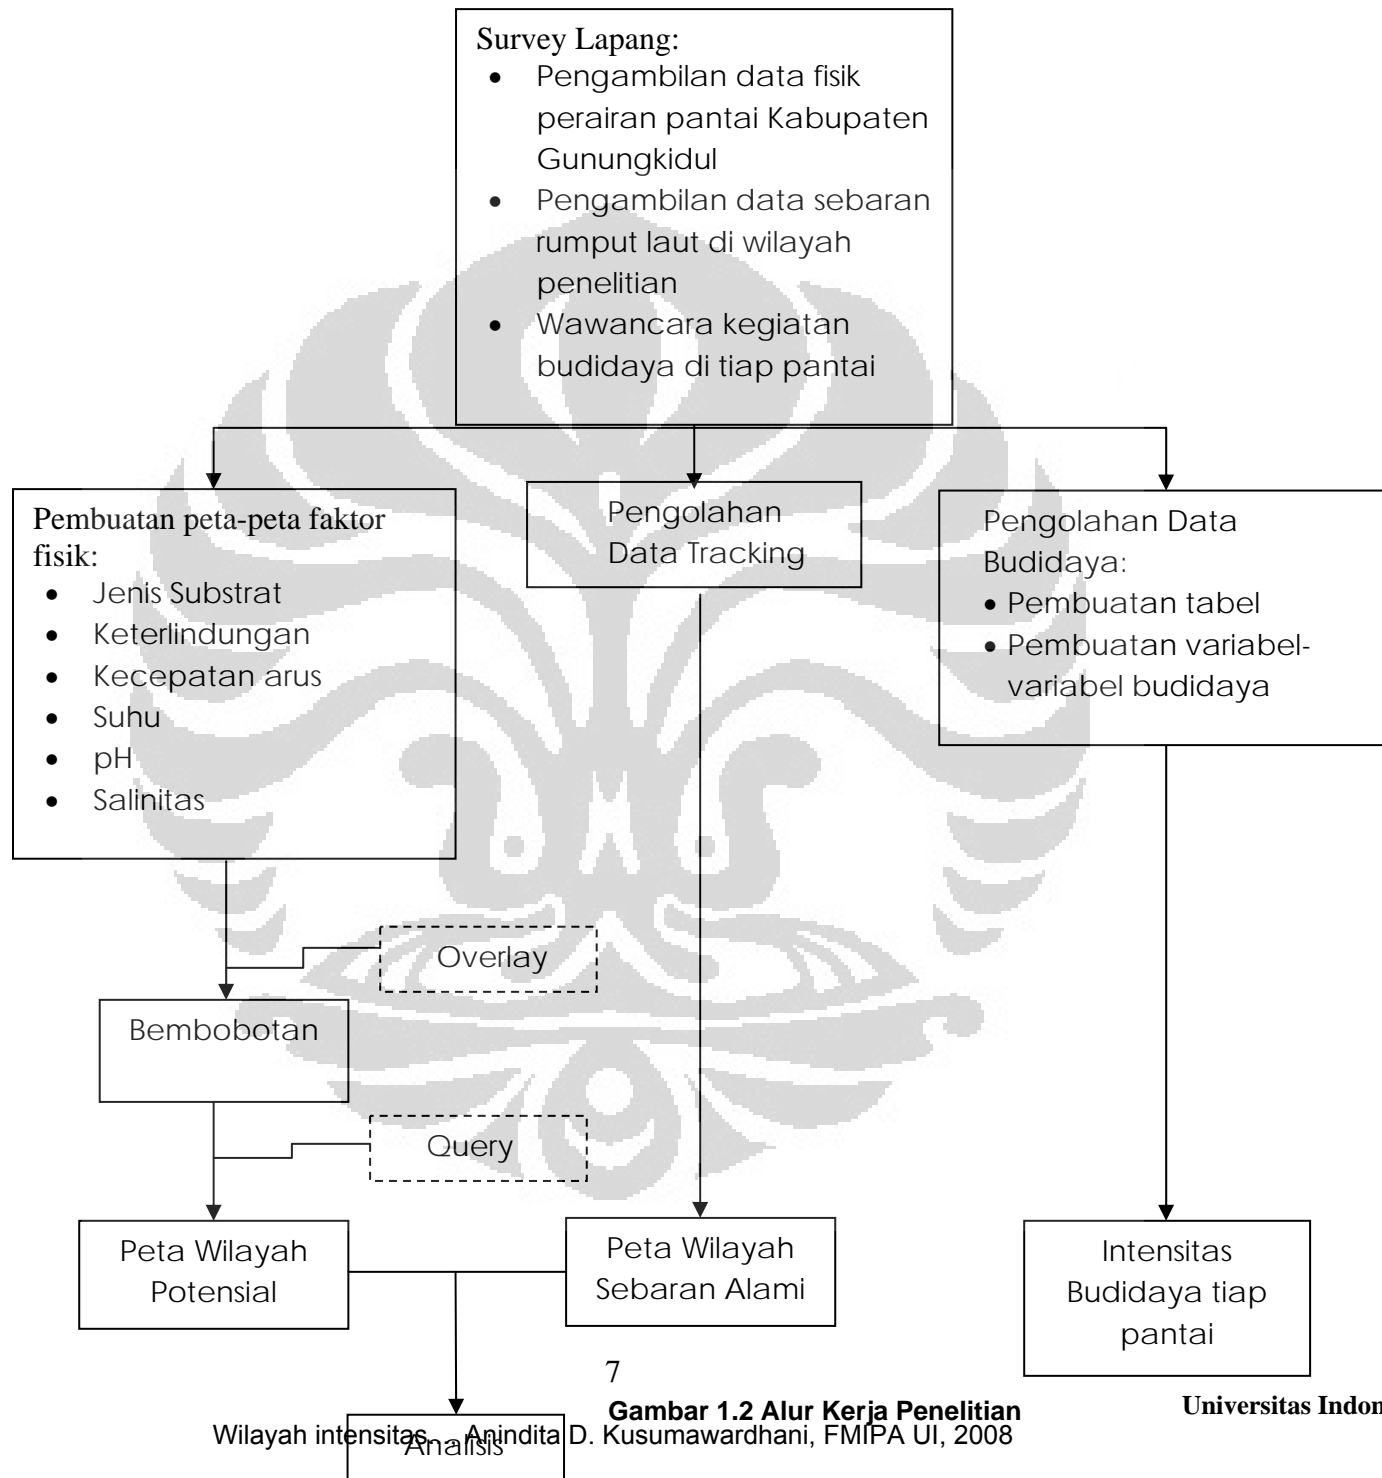 Survey Lapang:
• Pengambilan data fisik
perairan pantai Kabupaten
Gunungkidul
• Pengambilan data sebaran
rumput laut di wilayah
penelitian
• Wawancara kegiatan
budidaya di tiap pantai
Pembuatan peta-peta faktor
fisik:
• Jenis Substrat
• Keterlindungan
• Kecepatan arus
• Suhu
• pH
• Salinitas
Pengolahan
Data Tracking
Pengolahan Data
Budidaya:
• Pembuatan tabel
• Pembuatan variabel-
variabel budidaya
Overlay
Bembobotan
Query
Peta Wilayah
Potensial
Peta Wilayah
Sebaran Alami
Intensitas
Budidaya tiap
pantai
7
Gambar 1.2 Alur Kerja Penelitian
Universitas Indon
Wilayah intensitas... Anindita D. Kusumawardhani, FMIPA UI, 2008
Analisis